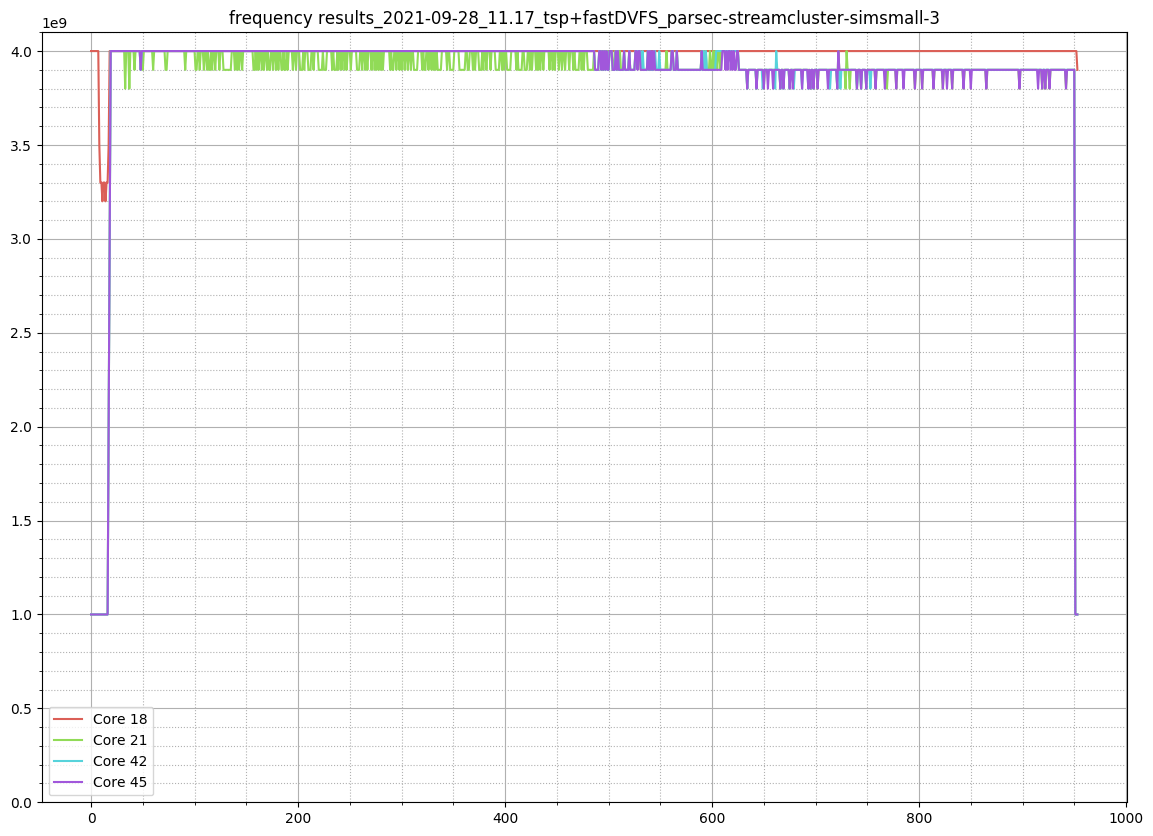 frequency results_2021-09-28_11.17_tsp+fastDVFS_parsec-streamcluster-simsmall-3
1e9
4.0
3.5
3.0
2.5
2.0
1.5
1.0
0.5
0.0
Core 18
Core 21
Core 42
Core 45
0 200 400 600 800 1000